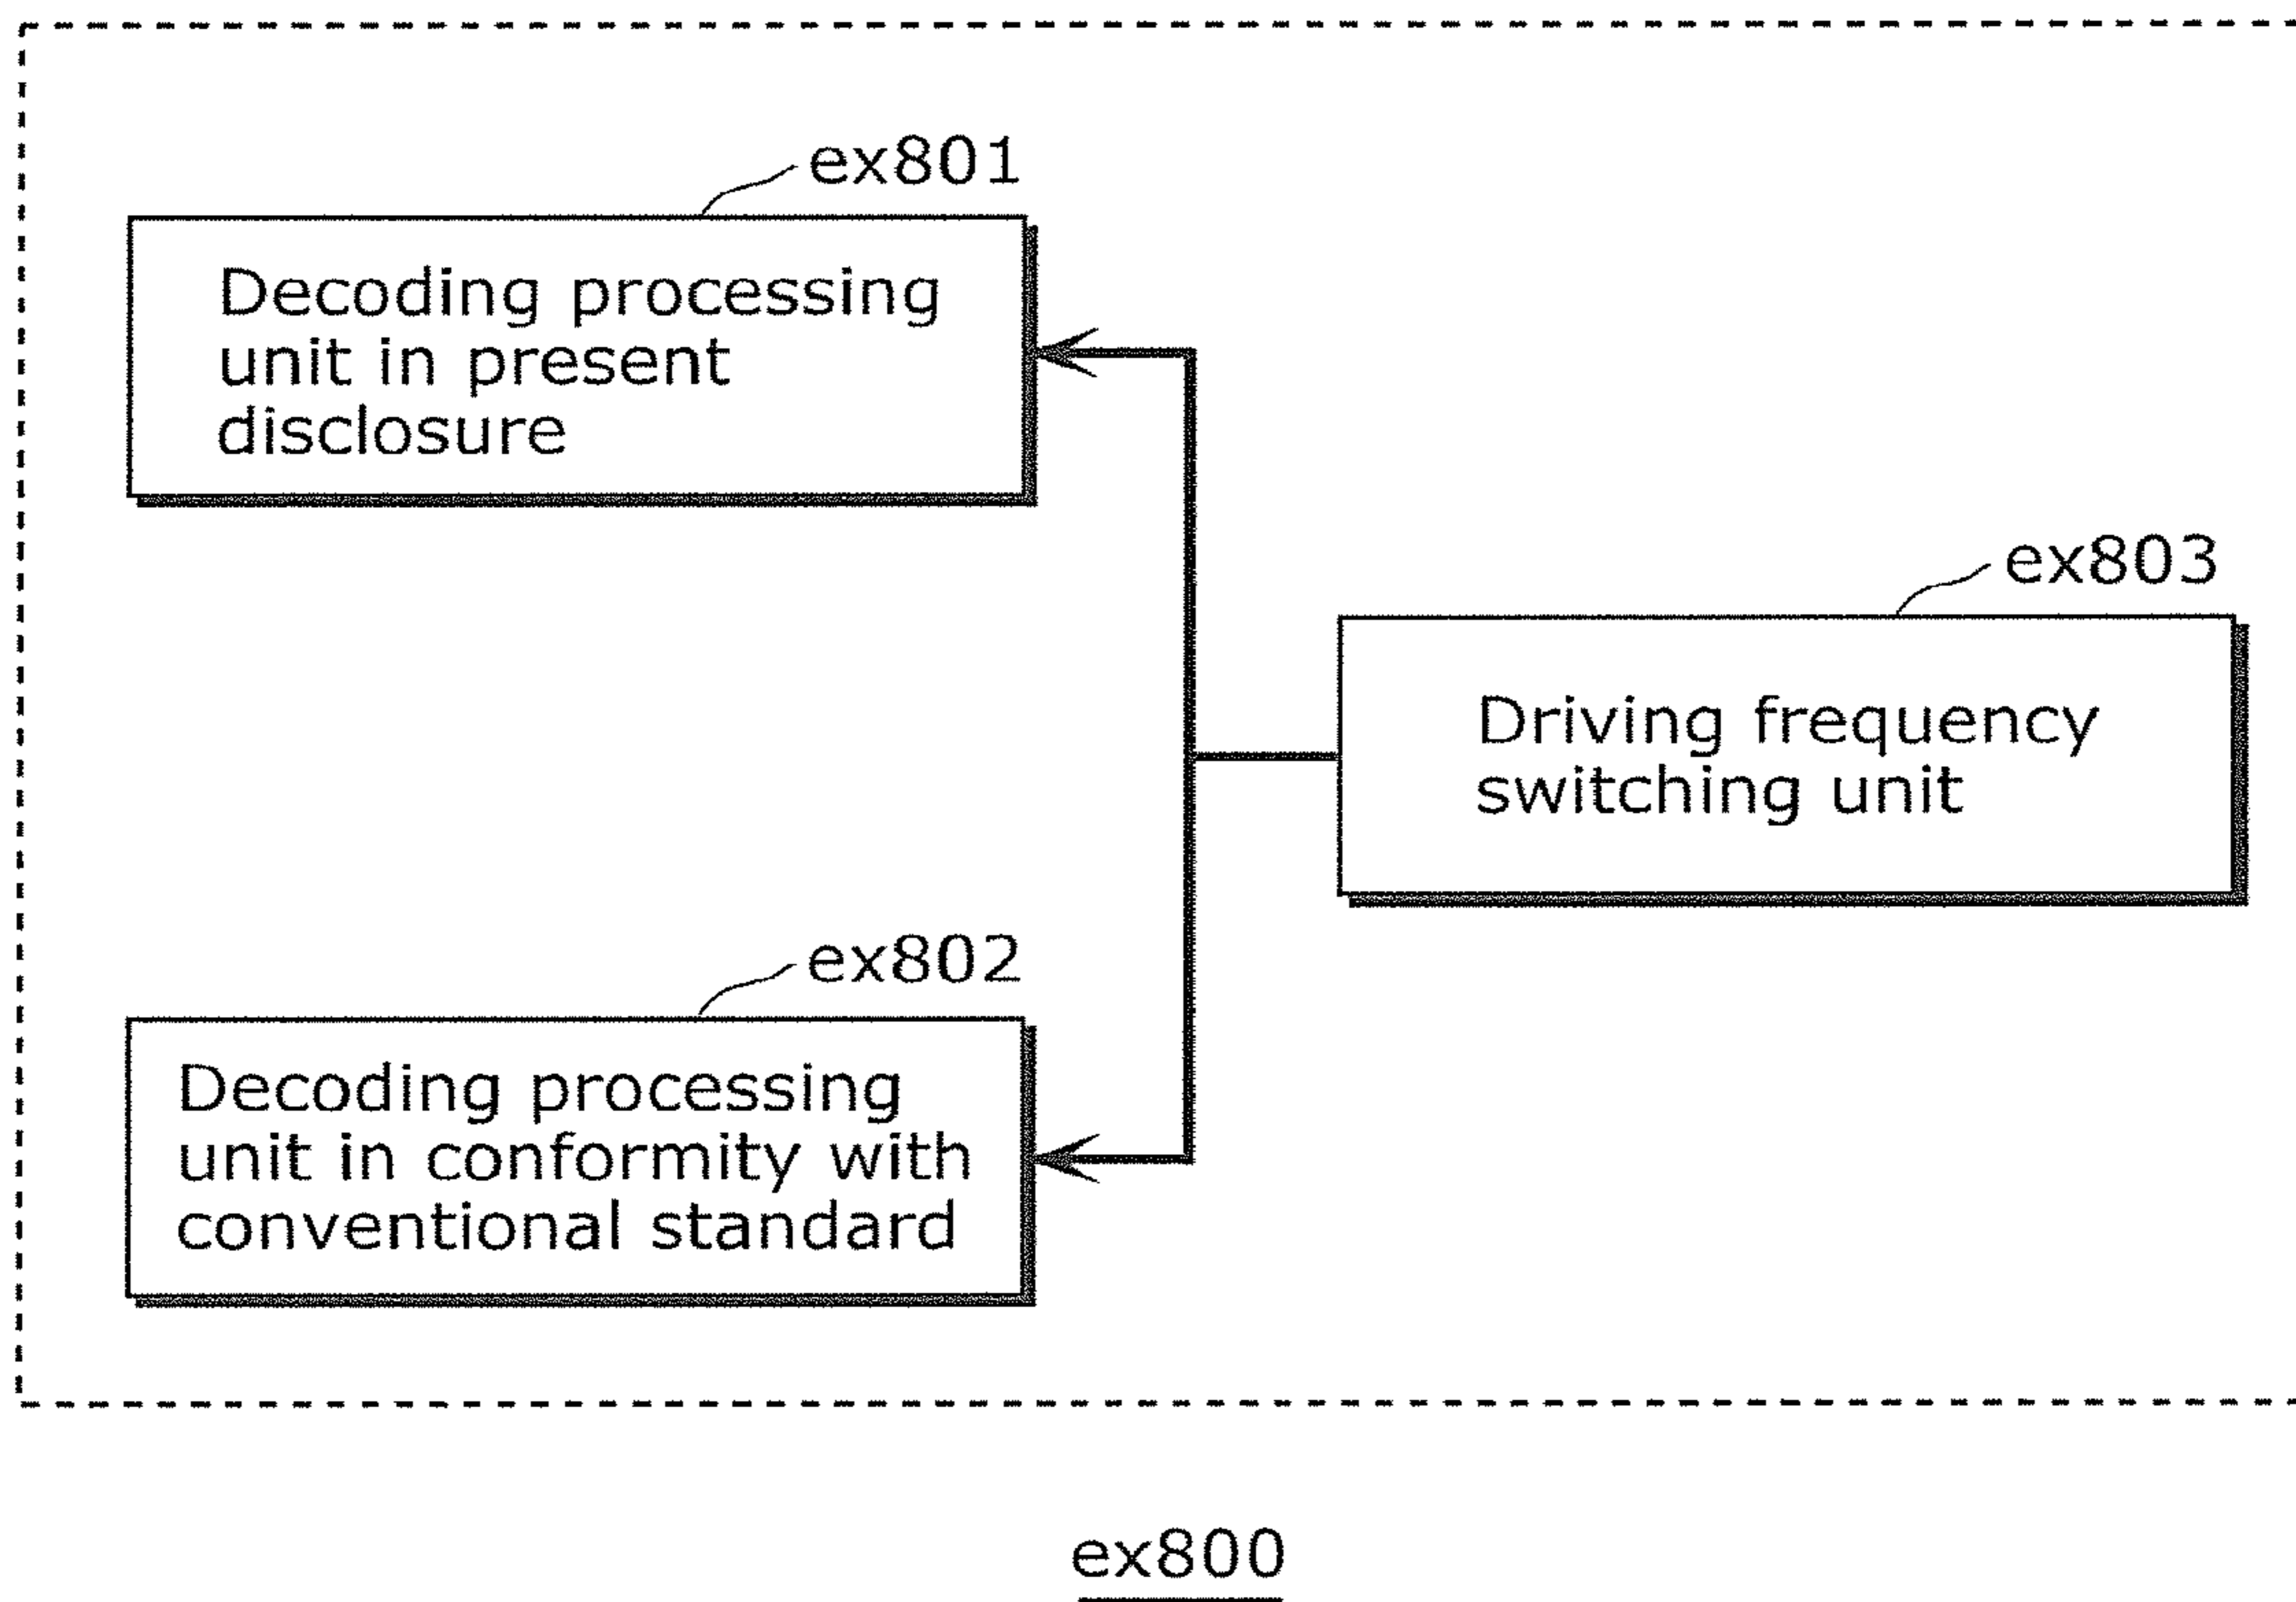 ex801
Decoding processing
unit in present
disclosure
ex803
Driving frequency
switching unit
ex802
Decoding processing
unit in conformity with
conventional standard
ex800